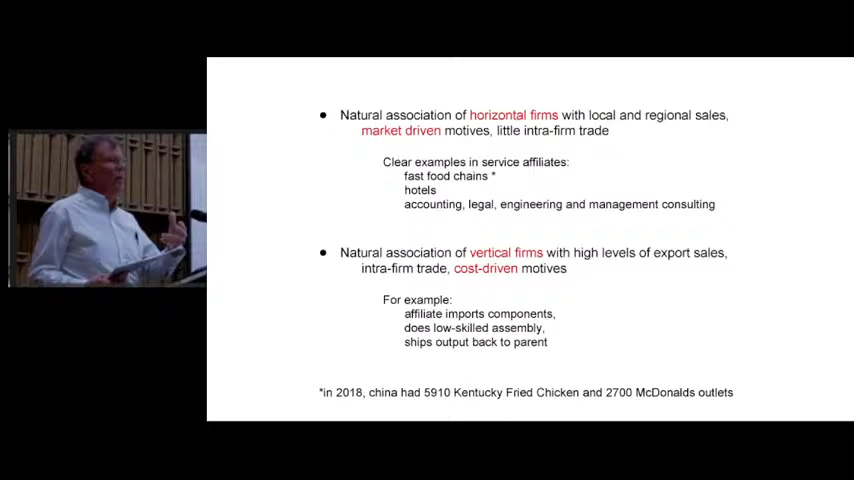 ● Natural association of horizontal firms with local and regional sales,
market driven motives, little intra-firm trade
Clear examples in service affiliates:
fast food chains *
hotels
accounting, legal, engineering and management consulting
● Natural association of vertical firms with high levels of export sales,
intra-firm trade, cost-driven motives
For example:
affiliate imports components,
does low-skilled assembly,
ships output back to parent
*in 2018, china had 5910 Kentucky Fried Chicken and 2700 McDonalds outlets